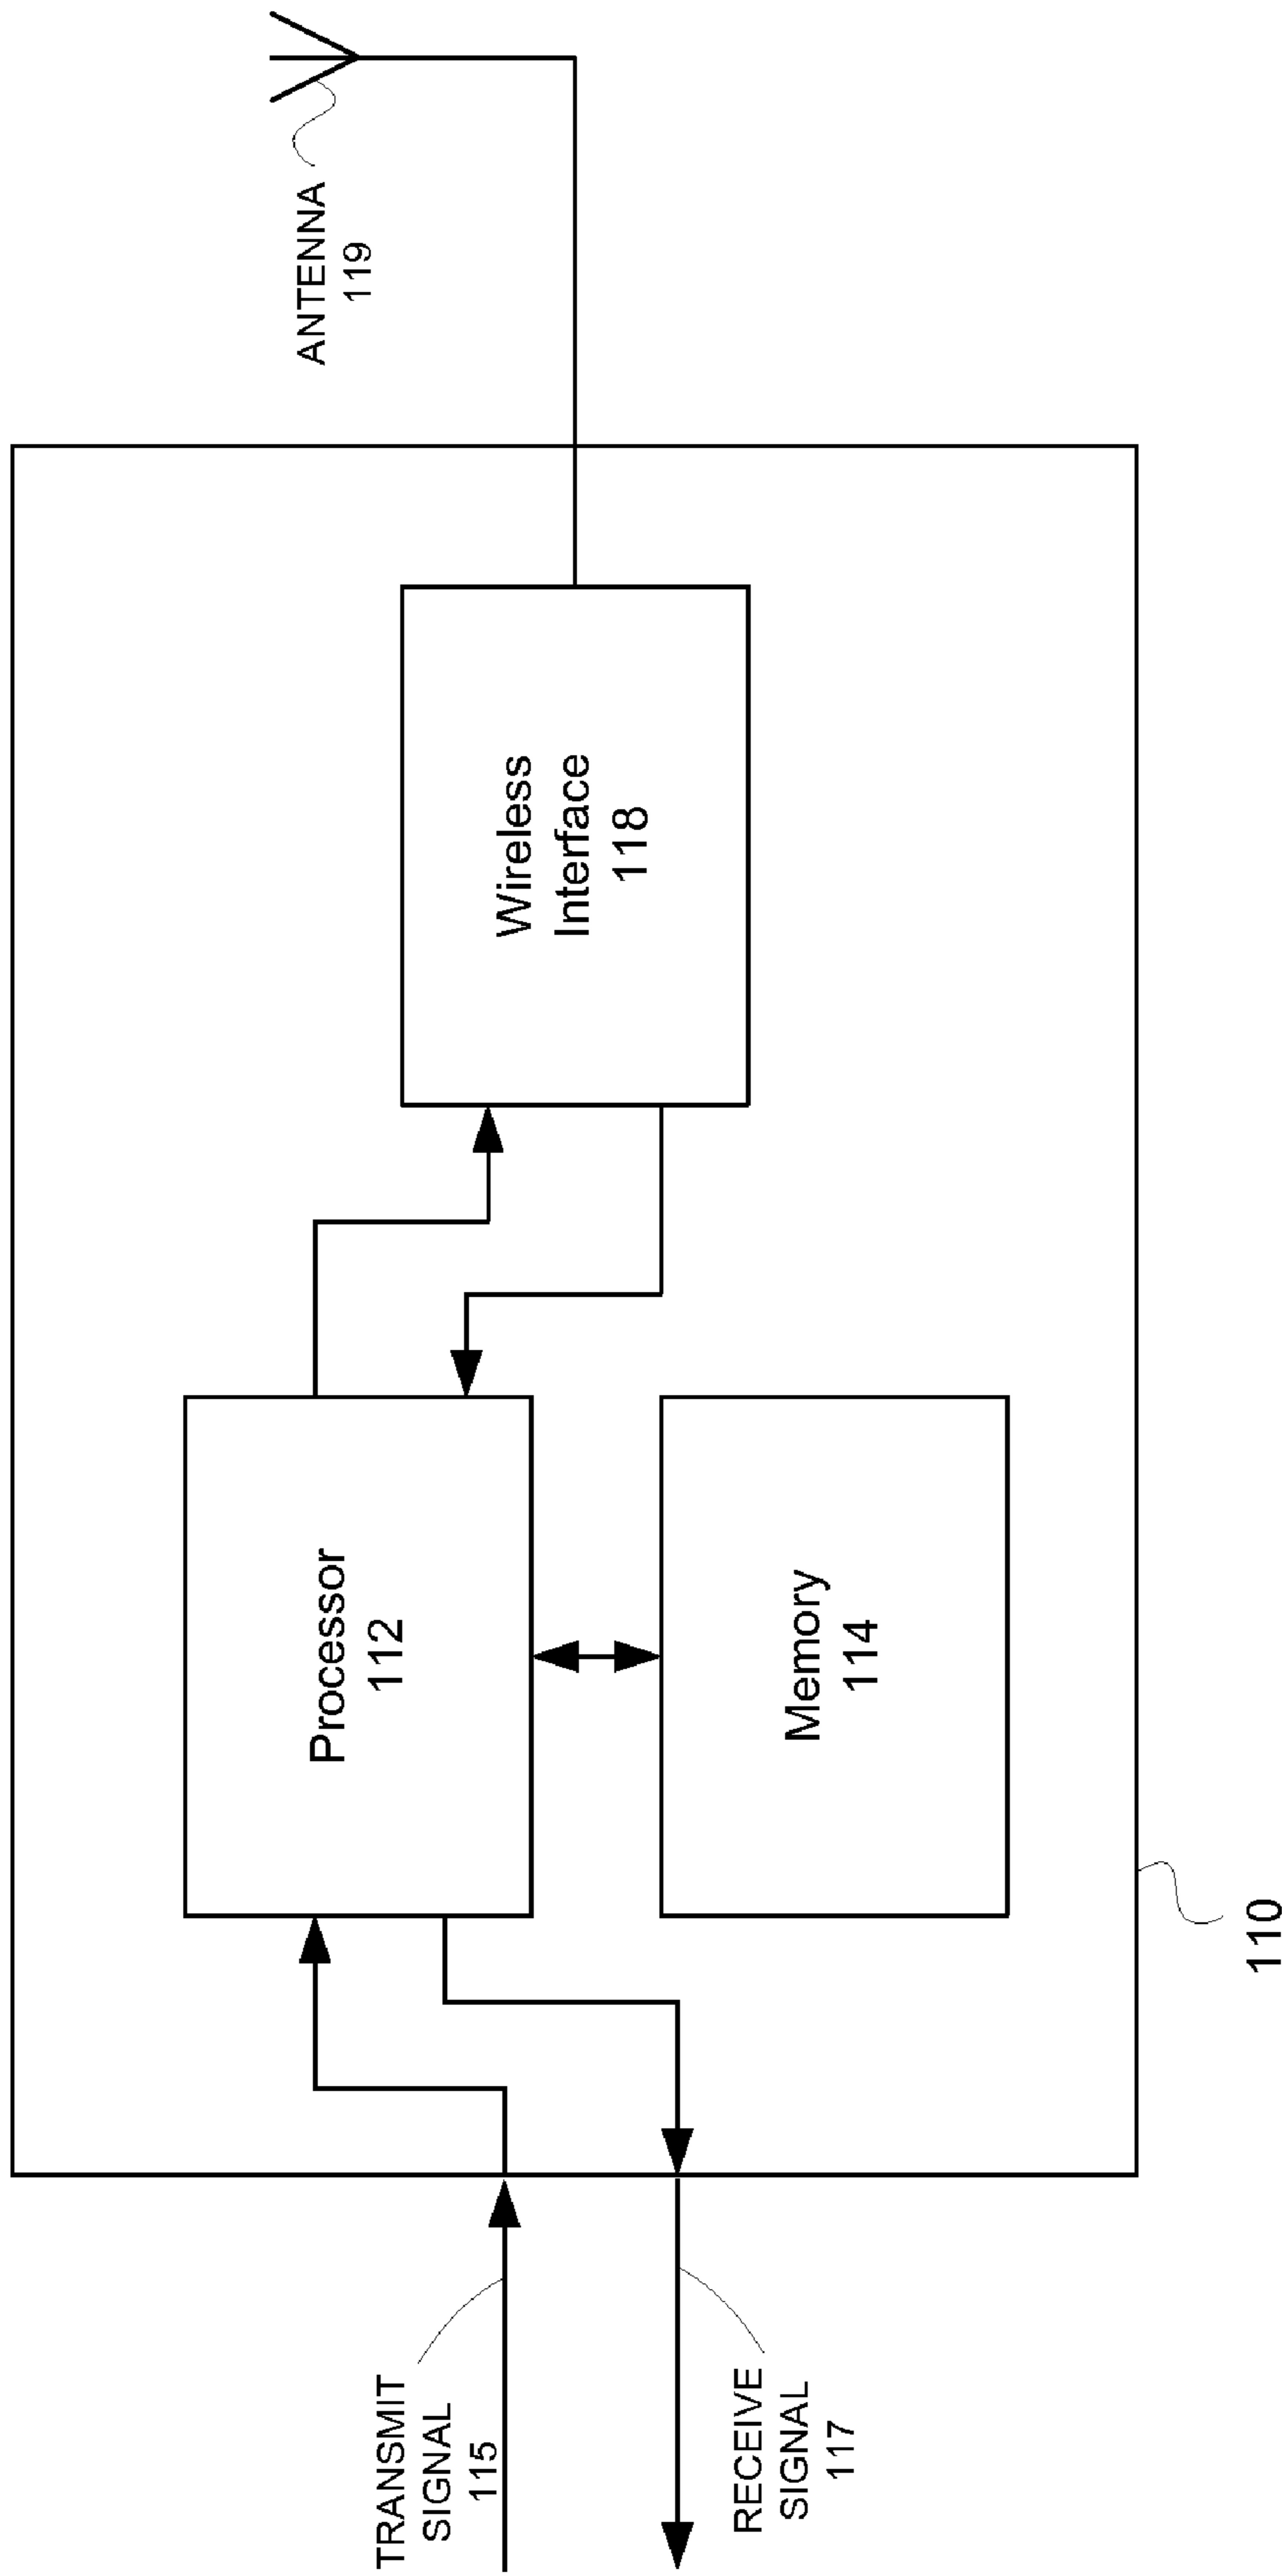 TRANSMIT
SIGNAL
115
RECEIVE
SIGNAL
117
Processor
112
Memory
114
Wireless
Interface
118
ANTENNA
119
110